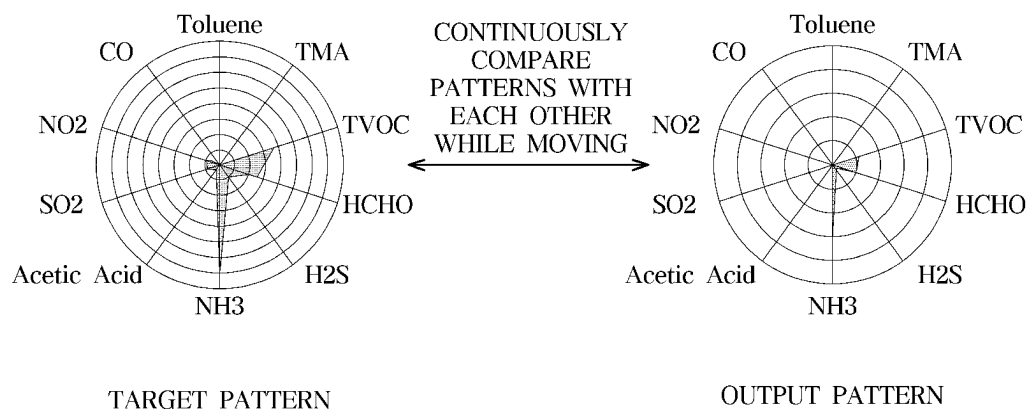 Toluene
CO
TMA
NO2
TVOC
SO2
HCHO
Acetic Acid
H2S
NH3
TARGET PATTERN
CONTINUOUSLY
COMPARE
PATTERNS WITH
EACH OTHER
WHILE MOVING
Toluene
CO
TMA
NO2
TVOC
SO2
HCHO
Acetic Acid
H2S
NH3
OUTPUT PATTERN